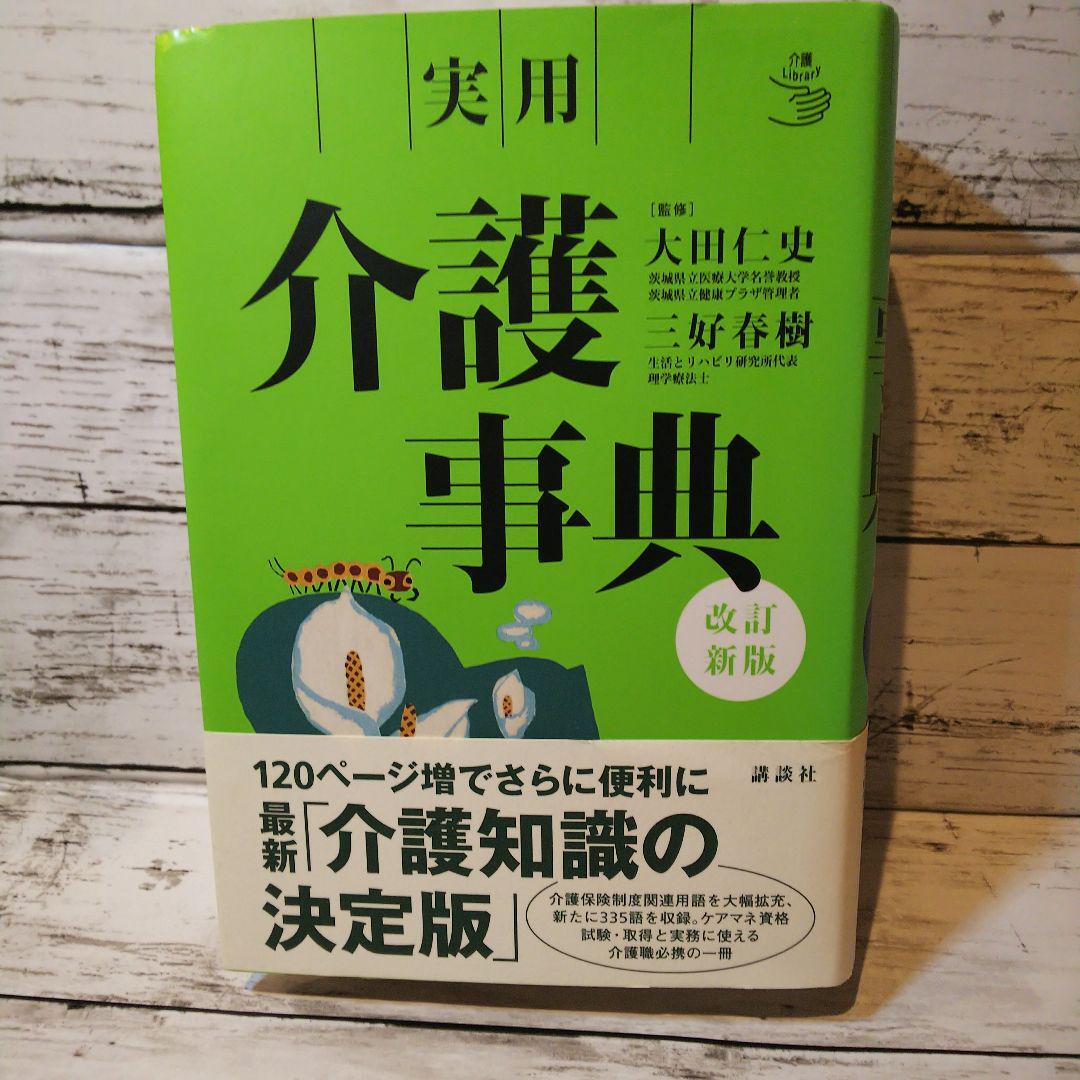 実用
介護
Library
介護
事典
[監修]
大田仁史
茨城県立医療大学名誉教授
茨城県立健康プラザ管理者
三好春樹
生活とリハビリ研究所代表
理学療法士
改訂
新版
120ページ増でさらに便利に
講談社
最新「介護知識の
決定版」
介護保険制度関連用語を大幅拡充、
新たに335語を収録。ケアマネ資格
試験・取得と実務に使える
介護職必携の一冊